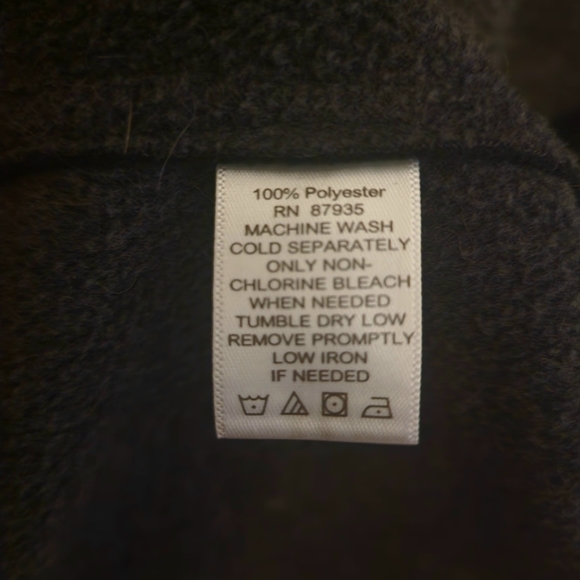 100% Polyester
RN 87935
MACHINE WASH
COLD SEPARATELY
ONLY NON-
CHLORINE BLEACH
WHEN NEEDED
TUMBLE DRY LOW
REMOVE PROMPTLY
LOW IRON
IF NEEDED